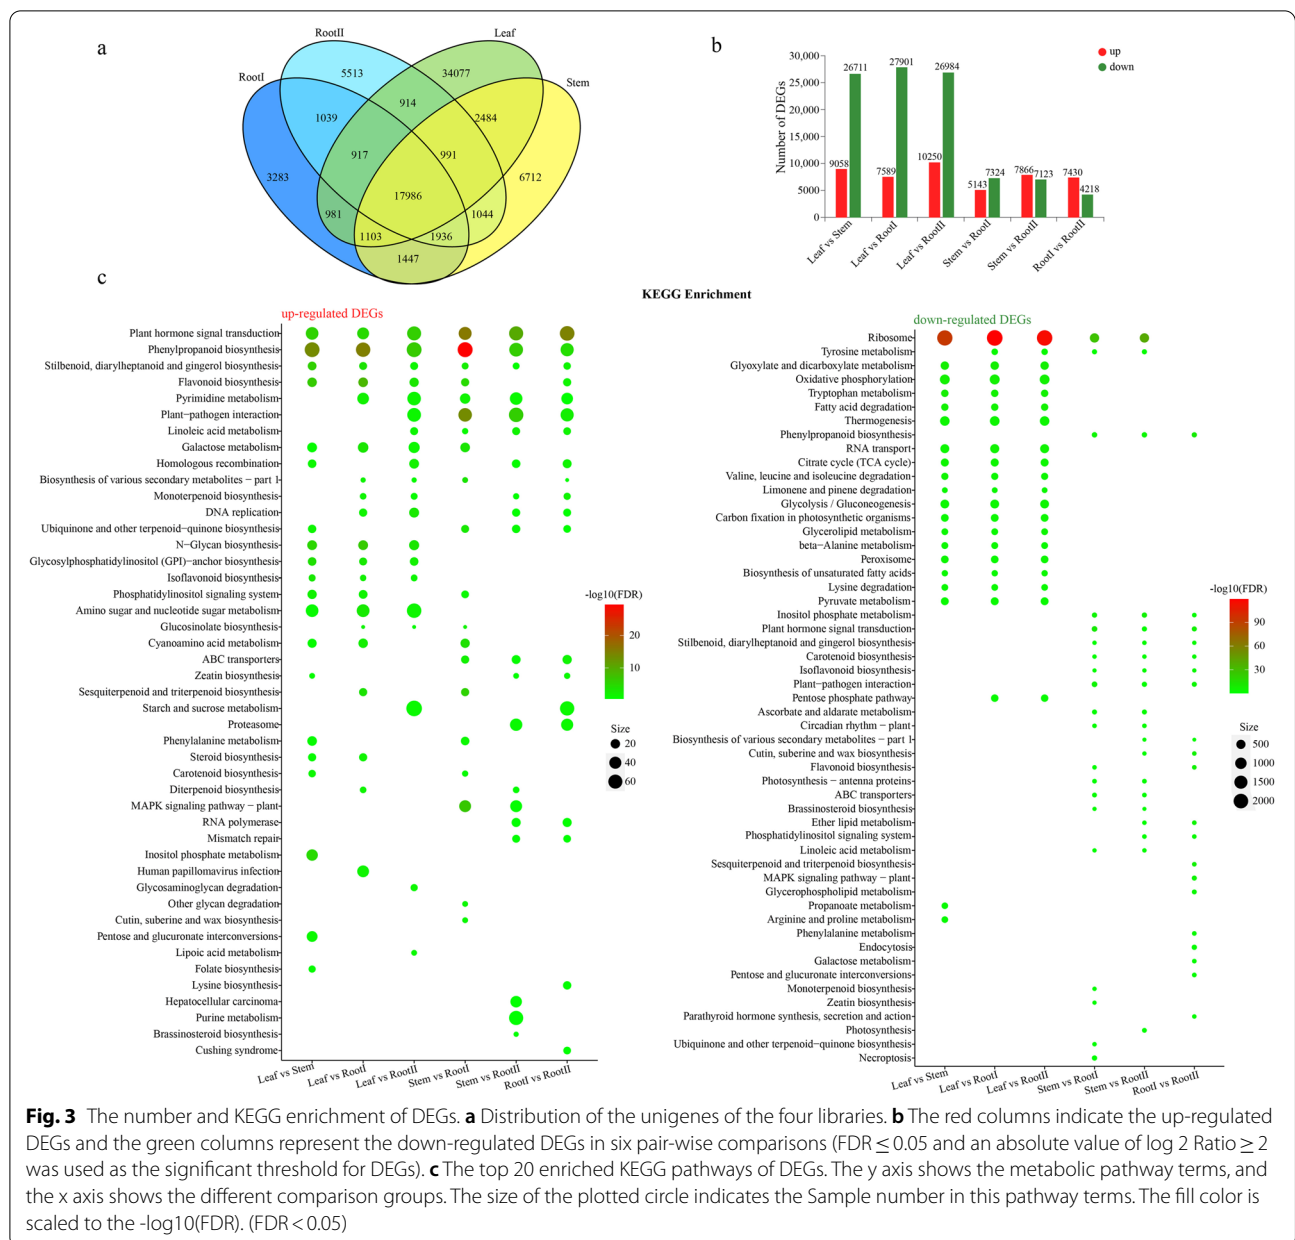 a
RootI
RootII
Leaf
Stem
5513
34077
1039
914
2484
3283
917
991
6712
17986
981
1044
1103
1936
1447
b
up
down
Number of DEGs
30,000
25,000
20,000
15,000
10,000
5000
0
9058
26711
7589
27901
10250
26984
5143
7324
7866
7123
7430
4218
Leaf vs Stem
Leaf vs RootI
Leaf vs RootII
Stem vs RootI
Stem vs RootII
RootI vs RootII
c
KEGG Enrichment
up-regulated DEGs
Plant hormone signal transduction
Phenylpropanoid biosynthesis
Stilbenoid, diarylheptanoid and gingerol biosynthesis
Flavonoid biosynthesis
Pyrimidine metabolism
Plant−pathogen interaction
Linoleic acid metabolism
Galactose metabolism
Homologous recombination
Biosynthesis of various secondary metabolites − part 1
Monoterpenoid biosynthesis
DNA replication
Ubiquinone and other terpenoid−quinone biosynthesis
N−Glycan biosynthesis
Glycosylphosphatidylinositol (GPI)−anchor biosynthesis
Isoflavonoid biosynthesis
Phosphatidylinositol signaling system
Amino sugar and nucleotide sugar metabolism
Glucosinolate biosynthesis
Cyanoamino acid metabolism
ABC transporters
Zeatin biosynthesis
Sesquiterpenoid and triterpenoid biosynthesis
Starch and sucrose metabolism
Proteasome
Phenylalanine metabolism
Steroid biosynthesis
Carotenoid biosynthesis
Diterpenoid biosynthesis
MAPK signaling pathway − plant
RNA polymerase
Mismatch repair
Inositol phosphate metabolism
Human papillomavirus infection
Glycosaminoglycan degradation
Other glycan degradation
Cutin, suberine and wax biosynthesis
Pentose and glucuronate interconversions
Lipoic acid metabolism
Folate biosynthesis
Lysine biosynthesis
Hepatocellular carcinoma
Purine metabolism
Brassinosteroid biosynthesis
Cushing syndrome
Leaf vs Stem
Leaf vs RootI
Leaf vs RootII
Stem vs RootI
Stem vs RootII
RootI vs RootII
-log10(FDR)
20
10
Size
20
40
60
down-regulated DEGs
Ribosome
Tyrosine metabolism
Glyoxylate and dicarboxylate metabolism
Oxidative phosphorylation
Tryptophan metabolism
Fatty acid degradation
Thermogenesis
Phenylpropanoid biosynthesis
RNA transport
Citrate cycle (TCA cycle)
Valine, leucine and isoleucine degradation
Limonene and pinene degradation
Glycolysis / Gluconeogenesis
Carbon fixation in photosynthetic organisms
Glycerolipid metabolism
beta−Alanine metabolism
Peroxisome
Biosynthesis of unsaturated fatty acids
Lysine degradation
Pyruvate metabolism
Inositol phosphate metabolism
Plant hormone signal transduction
Stilbenoid, diarylheptanoid and gingerol biosynthesis
Carotenoid biosynthesis
Isoflavonoid biosynthesis
Plant−pathogen interaction
Pentose phosphate pathway
Ascorbate and aldarate metabolism
Circadian rhythm − plant
Biosynthesis of various secondary metabolites − part 1
Cutin, suberine and wax biosynthesis
Flavonoid biosynthesis
Photosynthesis − antenna proteins
ABC transporters
Brassinosteroid biosynthesis
Ether lipid metabolism
Phosphatidylinositol signaling system
Linoleic acid metabolism
Sesquiterpenoid and triterpenoid biosynthesis
MAPK signaling pathway − plant
Glycerophospholipid metabolism
Propanoate metabolism
Arginine and proline metabolism
Phenylalanine metabolism
Endocytosis
Galactose metabolism
Pentose and glucuronate interconversions
Monoterpenoid biosynthesis
Zeatin biosynthesis
Parathyroid hormone synthesis, secretion and action
Photosynthesis
Ubiquinone and other terpenoid−quinone biosynthesis
Necroptosis
Leaf vs Stem
Leaf vs RootI
Leaf vs RootII
Stem vs RootI
Stem vs RootII
RootI vs RootII
-log10(FDR)
90
60
30
Size
500
1000
1500
2000
Fig. 3 The number and KEGG enrichment of DEGs. a Distribution of the unigenes of the four libraries. b The red columns indicate the up-regulated
DEGs and the green columns represent the down-regulated DEGs in six pair-wise comparisons (FDR ≤ 0.05 and an absolute value of log 2 Ratio ≥ 2
was used as the significant threshold for DEGs). c The top 20 enriched KEGG pathways of DEGs. The y axis shows the metabolic pathway terms, and
the x axis shows the different comparison groups. The size of the plotted circle indicates the Sample number in this pathway terms. The fill color is
scaled to the -log10(FDR). (FDR < 0.05)